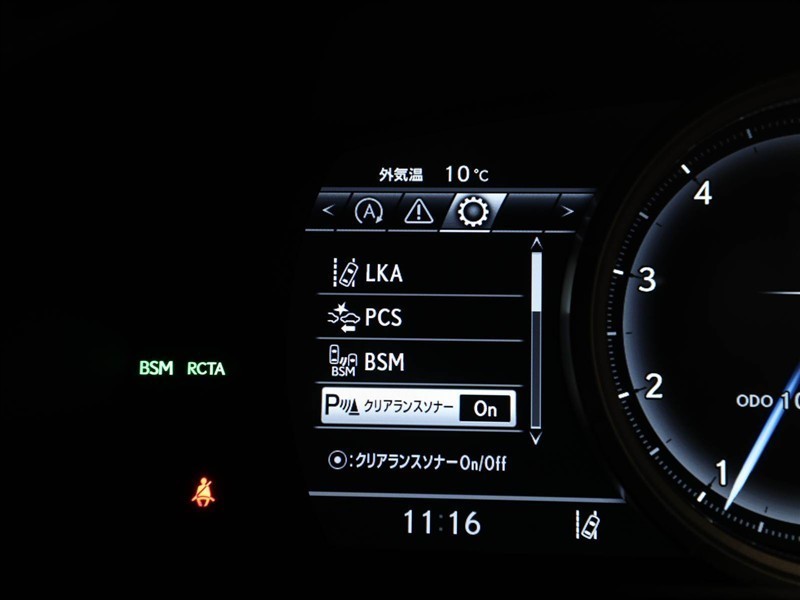 外気温 10℃
< A >
LKA
PCS
BSM
BSM
P クリアランスソナー On
:クリアランスソナーOn/Off
11:16
BSM RCTA
4
3
2
1
ODO 10